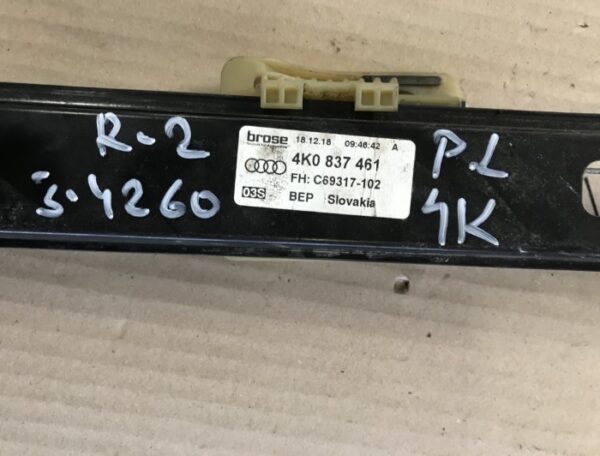 R-2
3-4260
brose 18.12.18 09:46:42 A
4K0 837 461
FH: C69317-102
03S BEP Slovakia
P.L
4K